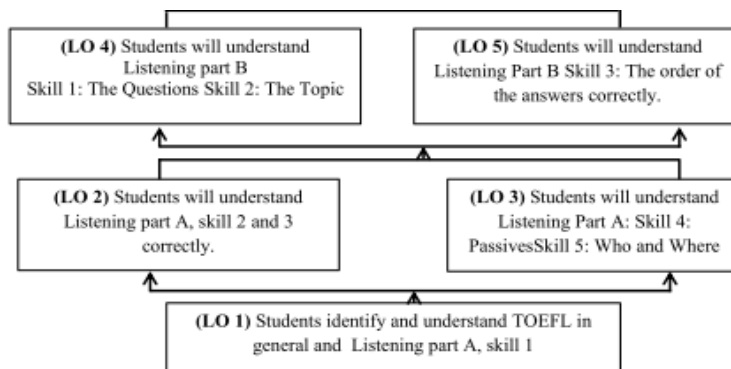 (LO 4) Students will understand
Listening part B
Skill 1: The Questions Skill 2: The Topic
(LO 5) Students will understand
Listening Part B Skill 3: The order of
the answers correctly.
(LO 2) Students will understand
Listening part A, skill 2 and 3
correctly.
(LO 3) Students will understand
Listening Part A: Skill 4:
PassivesSkill 5: Who and Where
(LO 1) Students identify and understand TOEFL in
general and Listening part A, skill 1